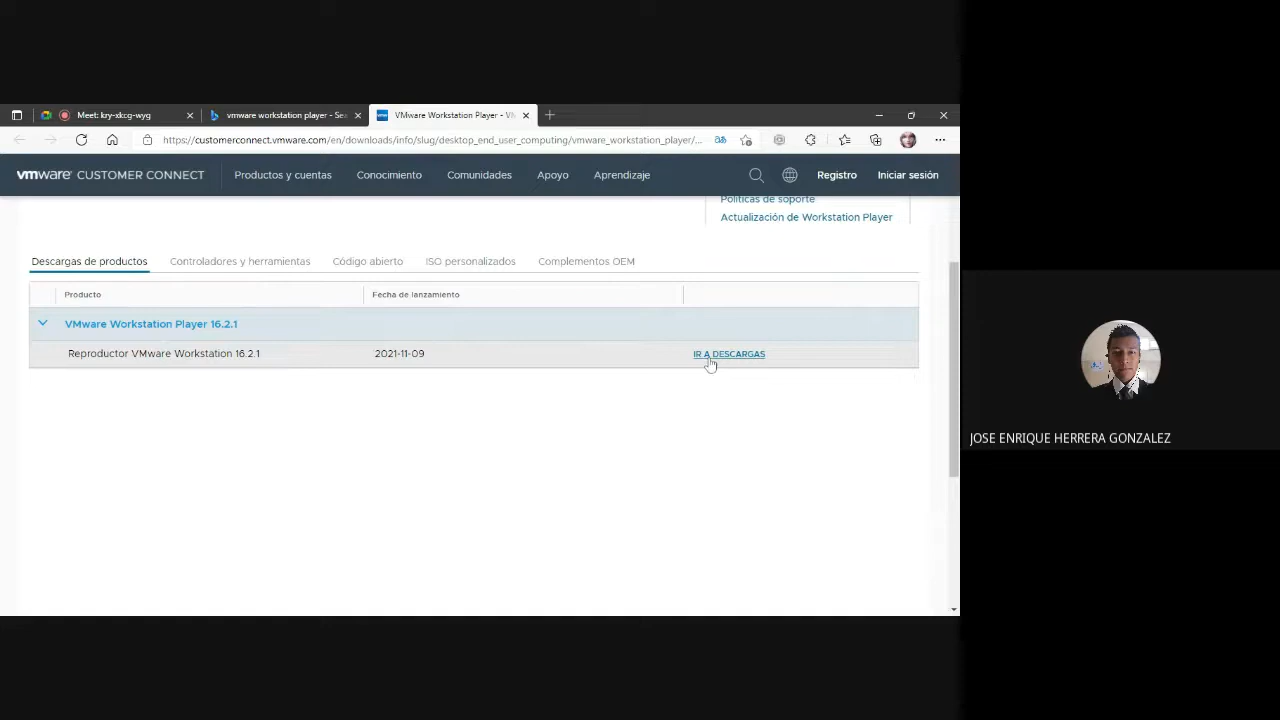 Meet: kry-xkcg-wyg
vmware workstation player - Sea
VMware Workstation Player - VM
https://customerconnect.vmware.com/en/downloads/info/slug/desktop_end_user_computing/vmware_workstation_player/...
vmware CUSTOMER CONNECT
Productos y cuentas
Conocimiento
Comunidades
Apoyo
Aprendizaje
Registro
Iniciar sesión
Políticas de soporte
Actualización de Workstation Player
Descargas de productos
Controladores y herramientas
Código abierto
ISO personalizados
Complementos OEM
Producto
Fecha de lanzamiento
VMware Workstation Player 16.2.1
Reproductor VMware Workstation 16.2.1
2021-11-09
IR A DESCARGAS
JOSE ENRIQUE HERRERA GONZALEZ